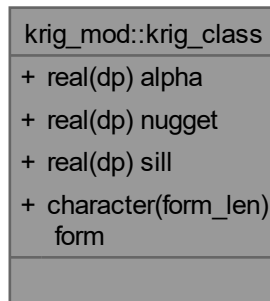 krig_mod::krig_class
+ real(dp) alpha
+ real(dp) nugget
+ real(dp) sill
+ character(form_len)
form